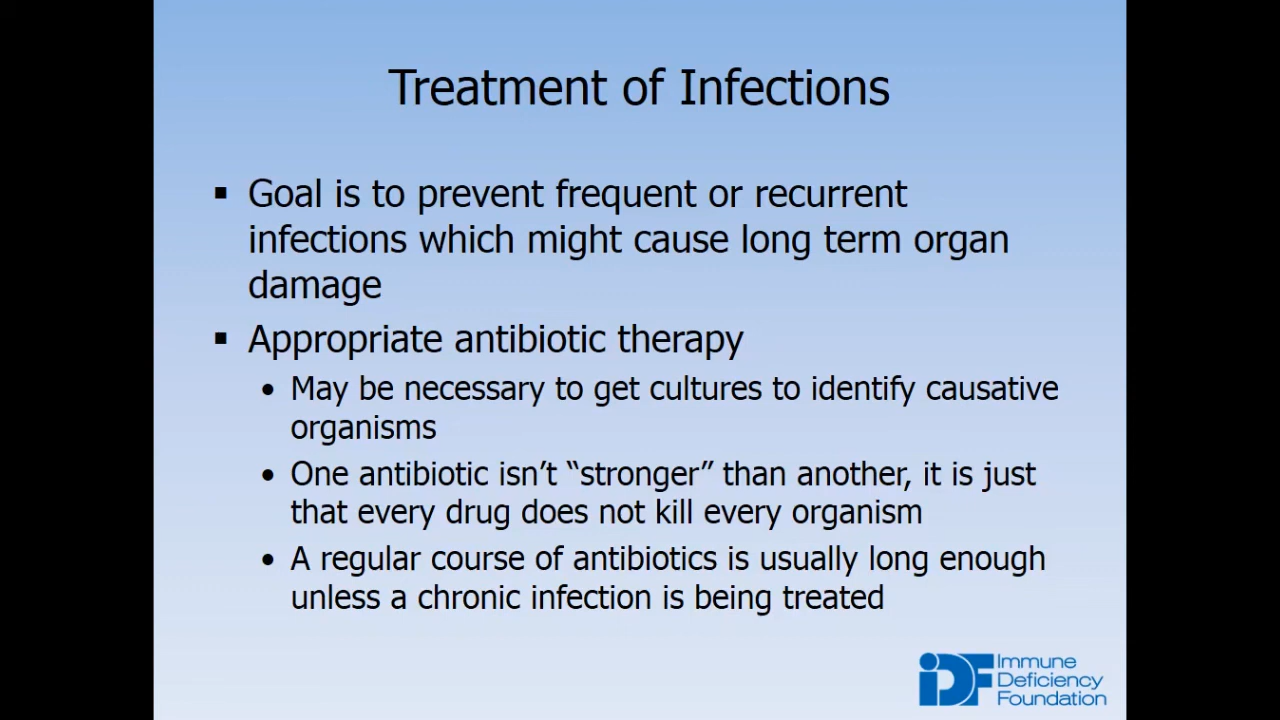 Treatment of Infections
▪ Goal is to prevent frequent or recurrent
infections which might cause long term organ
damage
▪ Appropriate antibiotic therapy
• May be necessary to get cultures to identify causative
organisms
• One antibiotic isn’t “stronger” than another, it is just
that every drug does not kill every organism
• A regular course of antibiotics is usually long enough
unless a chronic infection is being treated
iDF Immune
Deficiency
Foundation